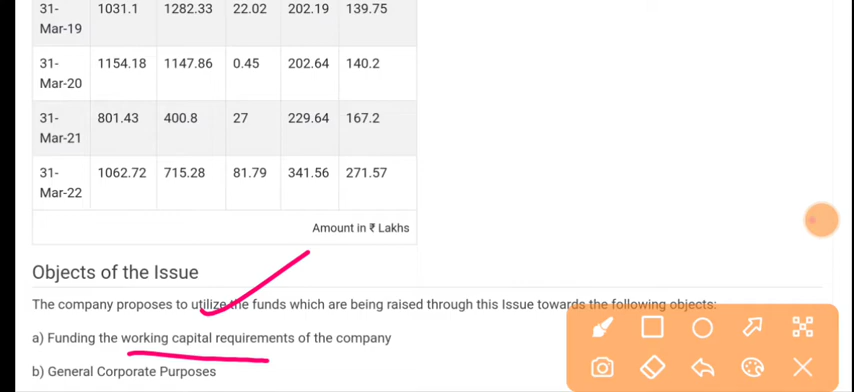 31- 1031.1 1282.33 22.02 202.19 139.75
Mar-19
31- 1154.18 1147.86 0.45 202.64 140.2
Mar-20
31- 801.43 400.8 27 229.64 167.2
Mar-21
31- 1062.72 715.28 81.79 341.56 271.57
Mar-22
Amount in ₹ Lakhs
Objects of the Issue
The company proposes to utilize the funds which are being raised through this Issue towards the following objects:
a) Funding the working capital requirements of the company
b) General Corporate Purposes